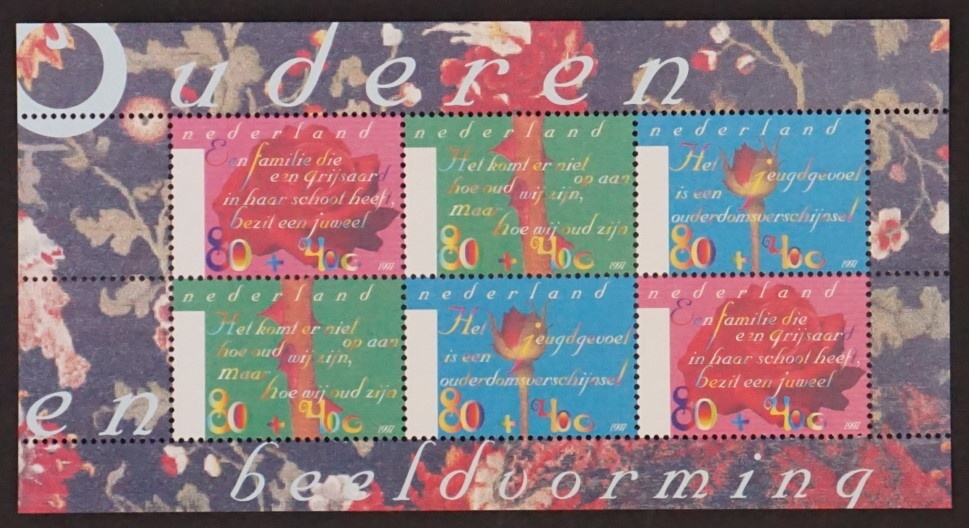 Ouderen
nederland
Een familie die
een grijsaard
in haar schoot heeft,
bezit een juweel
80 + 40c
1997
nederland
Het komt er niet
op aan
hoe oud wij zijn,
maar
hoe wij oud zijn
80 + 40c
nederland
Het jeugdgevoel
is een
ouderdomsverschijnsel
80 + 40c
1997
nederland
Het komt er niet
op aan
hoe oud wij zijn,
maar
hoe wij oud zijn
80 + 40c
1997
nederland
Het jeugdgevoel
is een
ouderdomsverschijnsel
80 + 40c
1997
nederland
Een familie die
een grijsaard
in haar schoot heeft,
bezit een juweel
80 + 40c
1997
en
beeldvorming